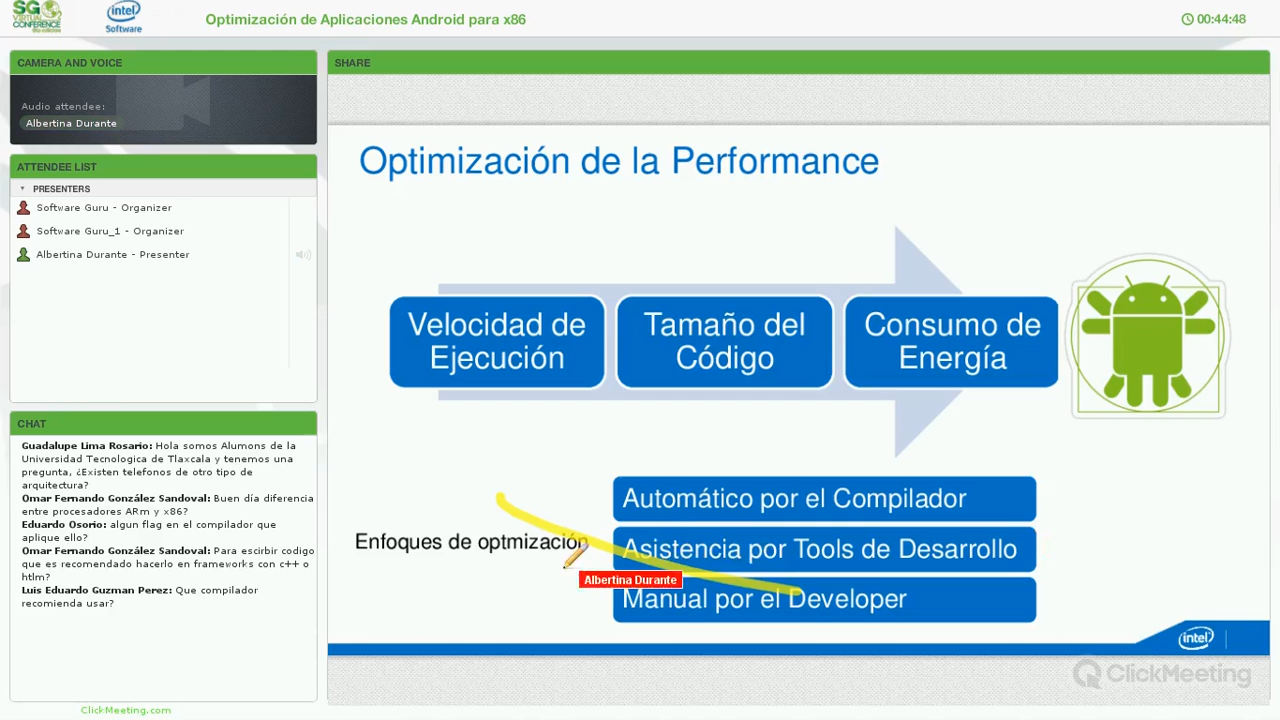 SG
VIRTUAL
CONFERENCE
intel
Software
Optimización de Aplicaciones Android para x86
00:44:48
CAMERA AND VOICE
Audio attendee:
Albertina Durante
ATTENDEE LIST
PRESENTERS
Software Guru - Organizer
Software Guru_1 - Organizer
Albertina Durante - Presenter
CHAT
Guadalupe Lima Rosario: Hola somos Alumons de la
Universidad Tecnologica de Tlaxcala y tenemos una
pregunta, ¿Existen telefonos de otro tipo de
arquitectura?
Omar Fernando González Sandoval: Buen día diferencia
entre procesadores ARm y x86?
Eduardo Osorio: algun flag en el compilador que
aplique ello?
Omar Fernando González Sandoval: Para escirbir codigo
que es recomendado hacerlo en frameworks con c++ o
htlm?
Luis Eduardo Guzman Perez: Que compilador
recomienda usar?
ClickMeeting.com
SHARE
Optimización de la Performance
Velocidad de
Ejecución
Tamaño del
Código
Consumo de
Energía
Enfoques de optmización
Automático por el Compilador
Asistencia por Tools de Desarrollo
Albertina Durante
Manual por el Developer
intel
ClickMeeting